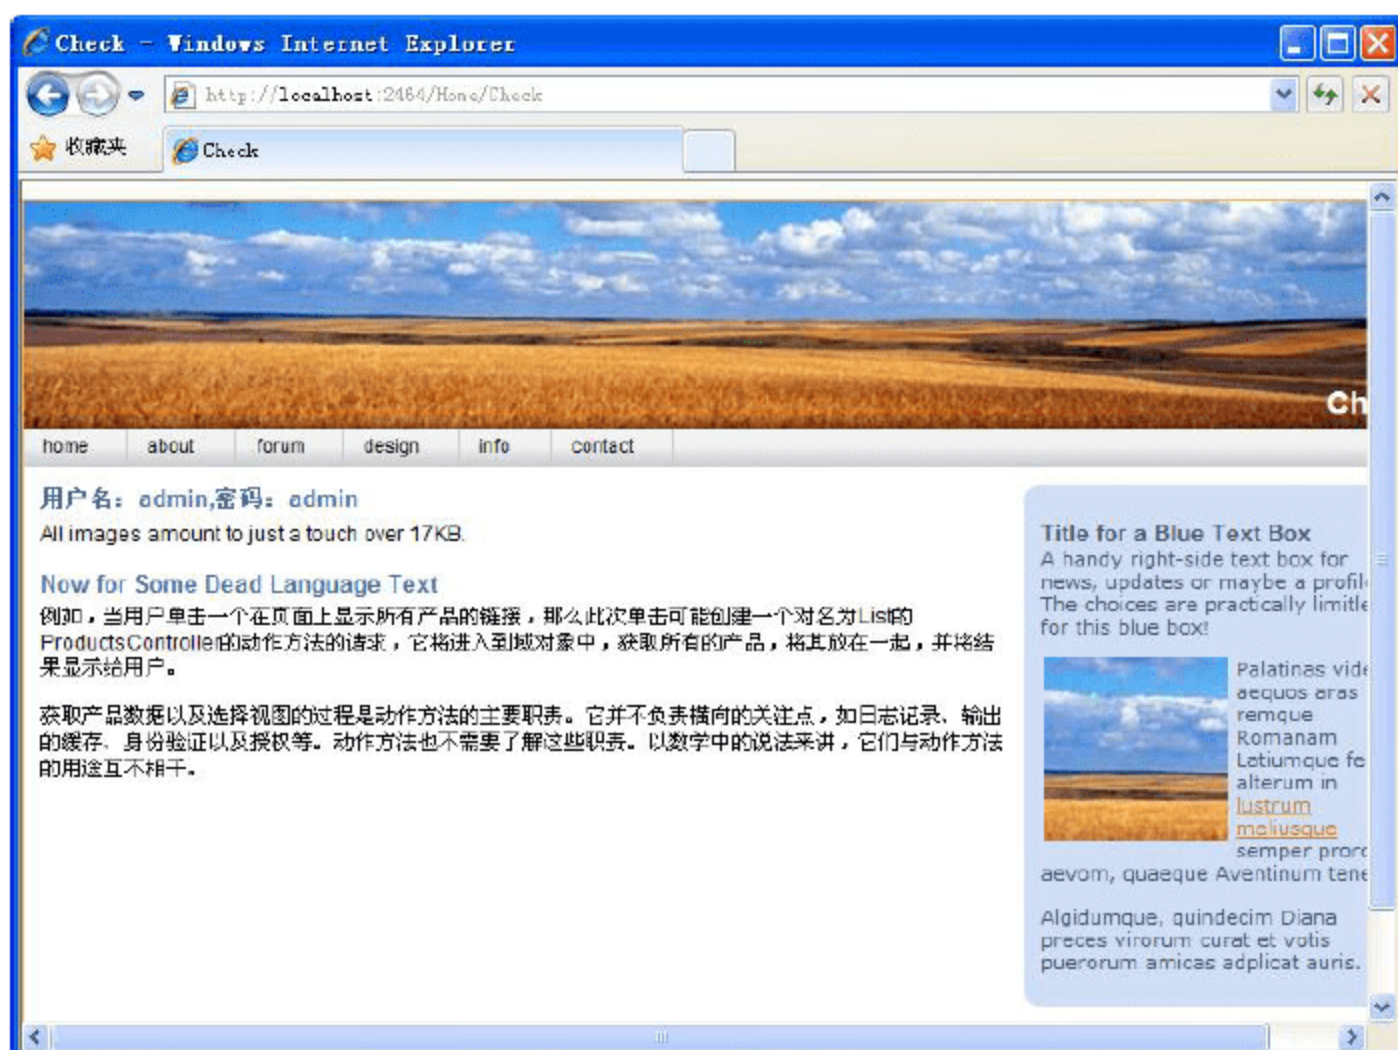 Check - Windows Internet Explorer
http://localhost:2464/Home/Check
收藏夹
Check
Ch
home about forum design info contact
用户名：admin,密码：admin
All images amount to just a touch over 17KB.
Now for Some Dead Language Text
例如，当用户单击一个在页面上显示所有产品的链接，那么此次单击可能创建一个对名为List的
ProductsController的动作方法的请求，它将进入到域对象中，获取所有的产品，将其放在一起，并将结
果显示给用户。
获取产品数据以及选择视图的过程是动作方法的主要职责。它并不负责横向的关注点，如日志记录、输出
的缓存、身份验证以及授权等。动作方法也不需要了解这些职责。以数学中的说法来讲，它们与动作方法
的用途互不相干。
Title for a Blue Text Box
A handy right-side text box for
news, updates or maybe a profil
The choices are practically limitle
for this blue box!
Palatinas vide
aequos aras
remque
Romanam
Latiumque fe
alterum in
lustrum
meliusque
semper proro
aevom, quaeque Aventinum tene
Algidumque, quindecim Diana
preces virorum curat et votis
puerorum amicas adplicat auris.